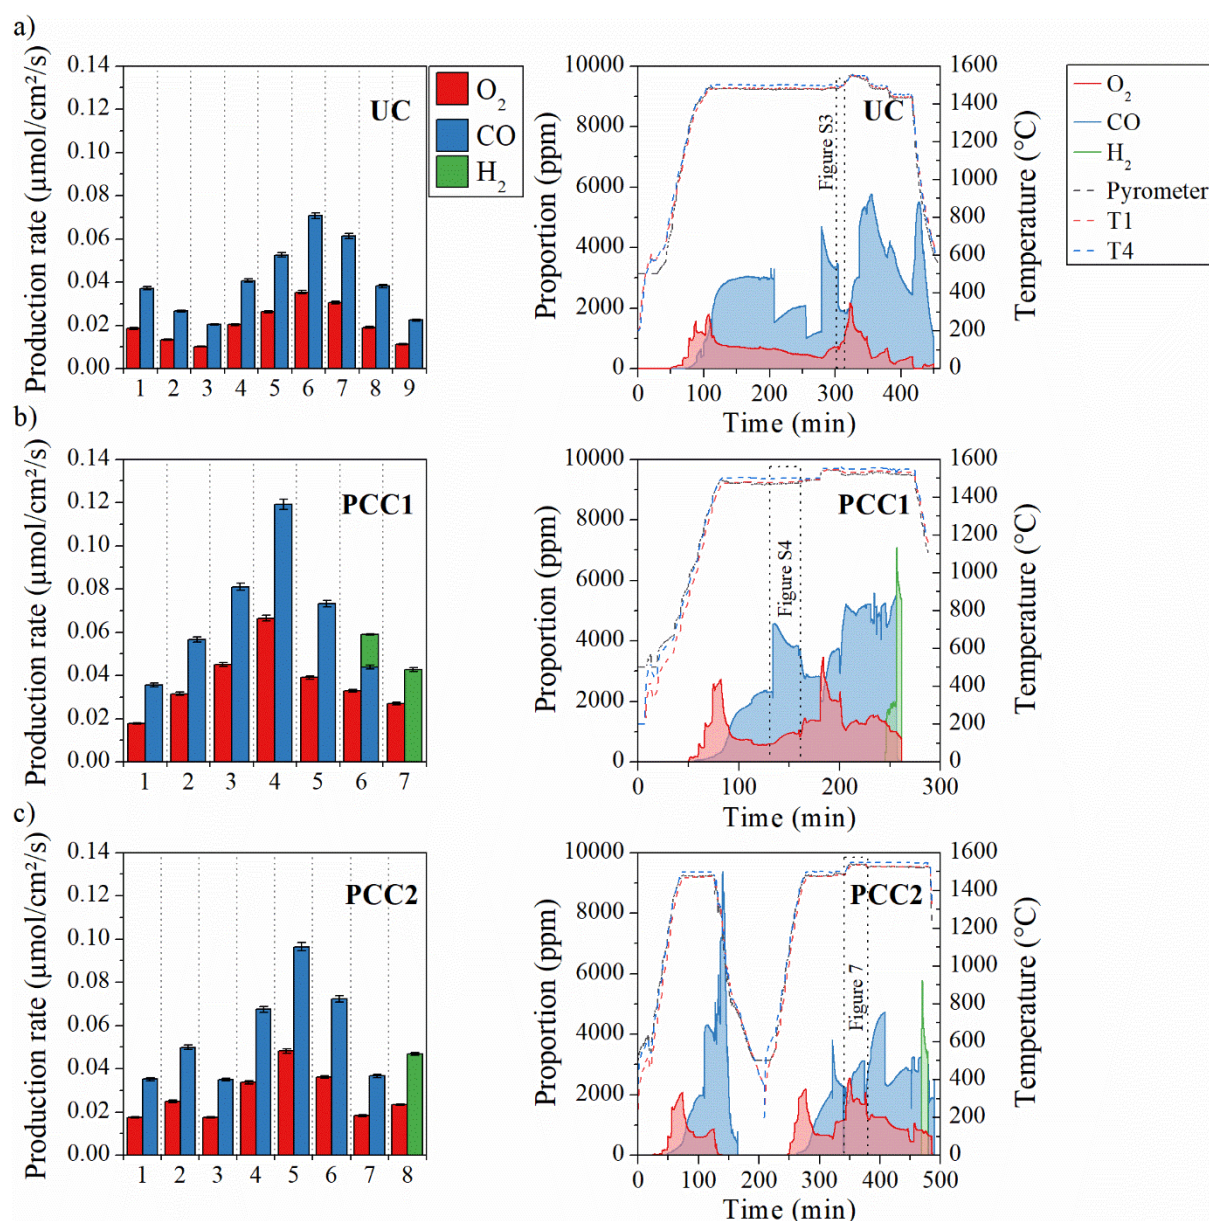 a)
Production rate (µmol/cm²/s)
0.14
0.12
0.10
0.08
0.06
0.04
0.02
0.00
UC
1 2 3 4 5 6 7 8 9
O₂
CO
H₂
Proportion (ppm)
10000
8000
6000
4000
2000
0
Figure S3
UC
0 100 200 300 400
Time (min)
1600
1400
1200
1000
800
600
400
200
0
Temperature (°C)
O₂
CO
H₂
Pyrometer
T1
T4
b)
Production rate (µmol/cm²/s)
0.14
0.12
0.10
0.08
0.06
0.04
0.02
0.00
PCC1
1 2 3 4 5 6 7
Proportion (ppm)
10000
8000
6000
4000
2000
0
Figure S4
PCC1
0 100 200 300
Time (min)
1600
1400
1200
1000
800
600
400
200
0
Temperature (°C)
c)
Production rate (µmol/cm²/s)
0.14
0.12
0.10
0.08
0.06
0.04
0.02
0.00
PCC2
1 2 3 4 5 6 7 8
Proportion (ppm)
10000
8000
6000
4000
2000
0
Figure 7
PCC2
0 100 200 300 400 500
Time (min)
1600
1400
1200
1000
800
600
400
200
0
Temperature (°C)